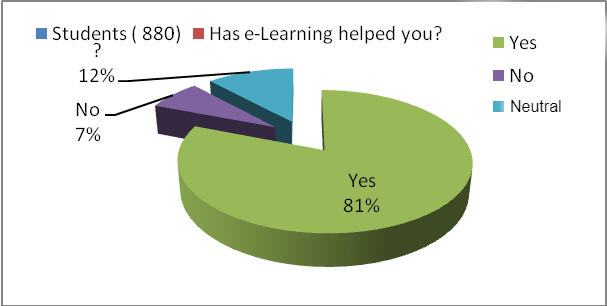 Students ( 880) Has e-Learning helped you?
?
12%
No
7%
Yes
81%
Yes
No
Neutral